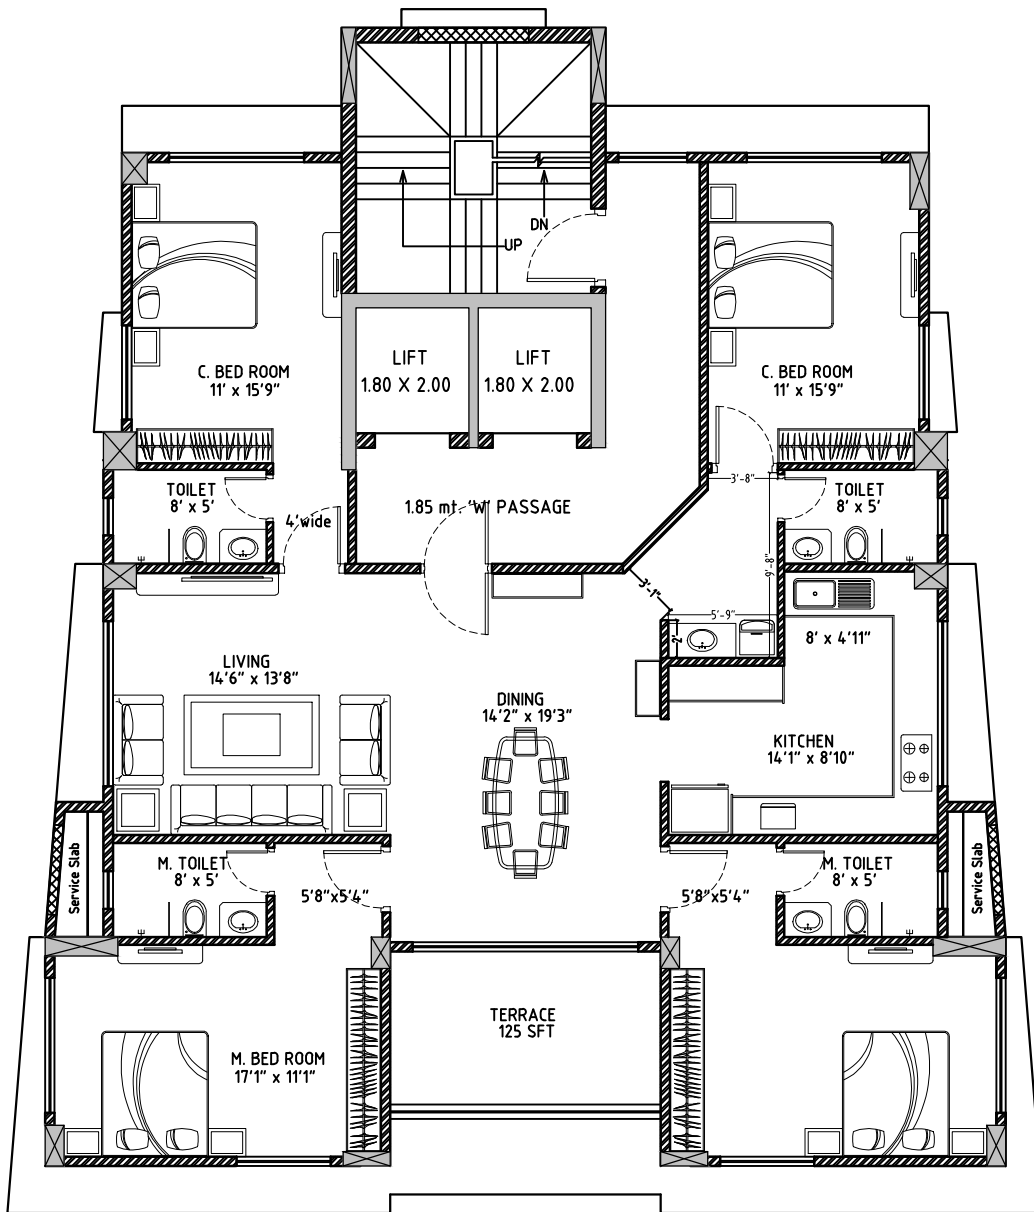 DN
UP
LIFT
1.80 X 2.00
LIFT
1.80 X 2.00
C. BED ROOM
11' x 15'9"
C. BED ROOM
11' x 15'9"
3'-8"
TOILET
8' x 5'
TOILET
8' x 5'
1.85 mt. 'W' PASSAGE
4'wide
9'-8"
3'-1"
5'-9"
2'
8' x 4'11"
LIVING
14'6" x 13'8"
DINING
14'2" x 19'3"
KITCHEN
14'1" x 8'10"
Service Slab
M. TOILET
8' x 5'
M. TOILET
8' x 5'
Service Slab
5'8"x5'4"
5'8"x5'4"
TERRACE
125 SFT
M. BED ROOM
17'1" x 11'1"